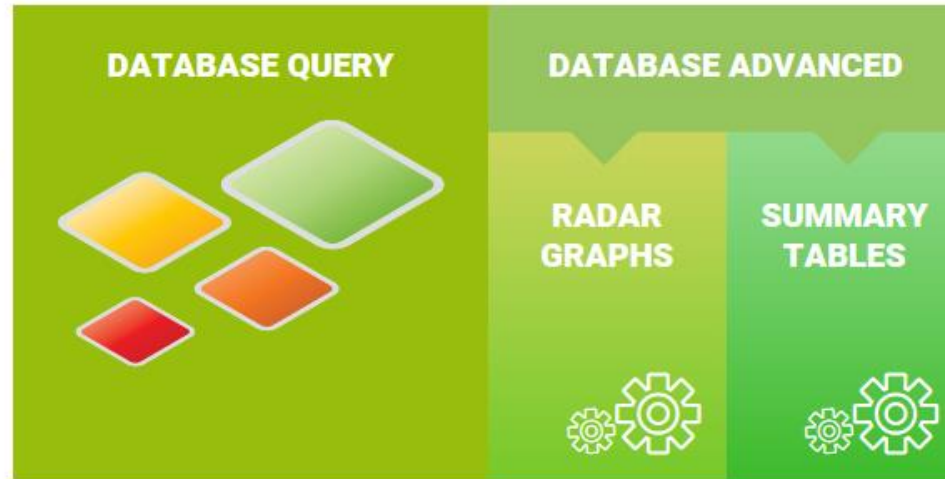 DATABASE QUERY
DATABASE ADVANCED
RADAR
GRAPHS
SUMMARY
TABLES